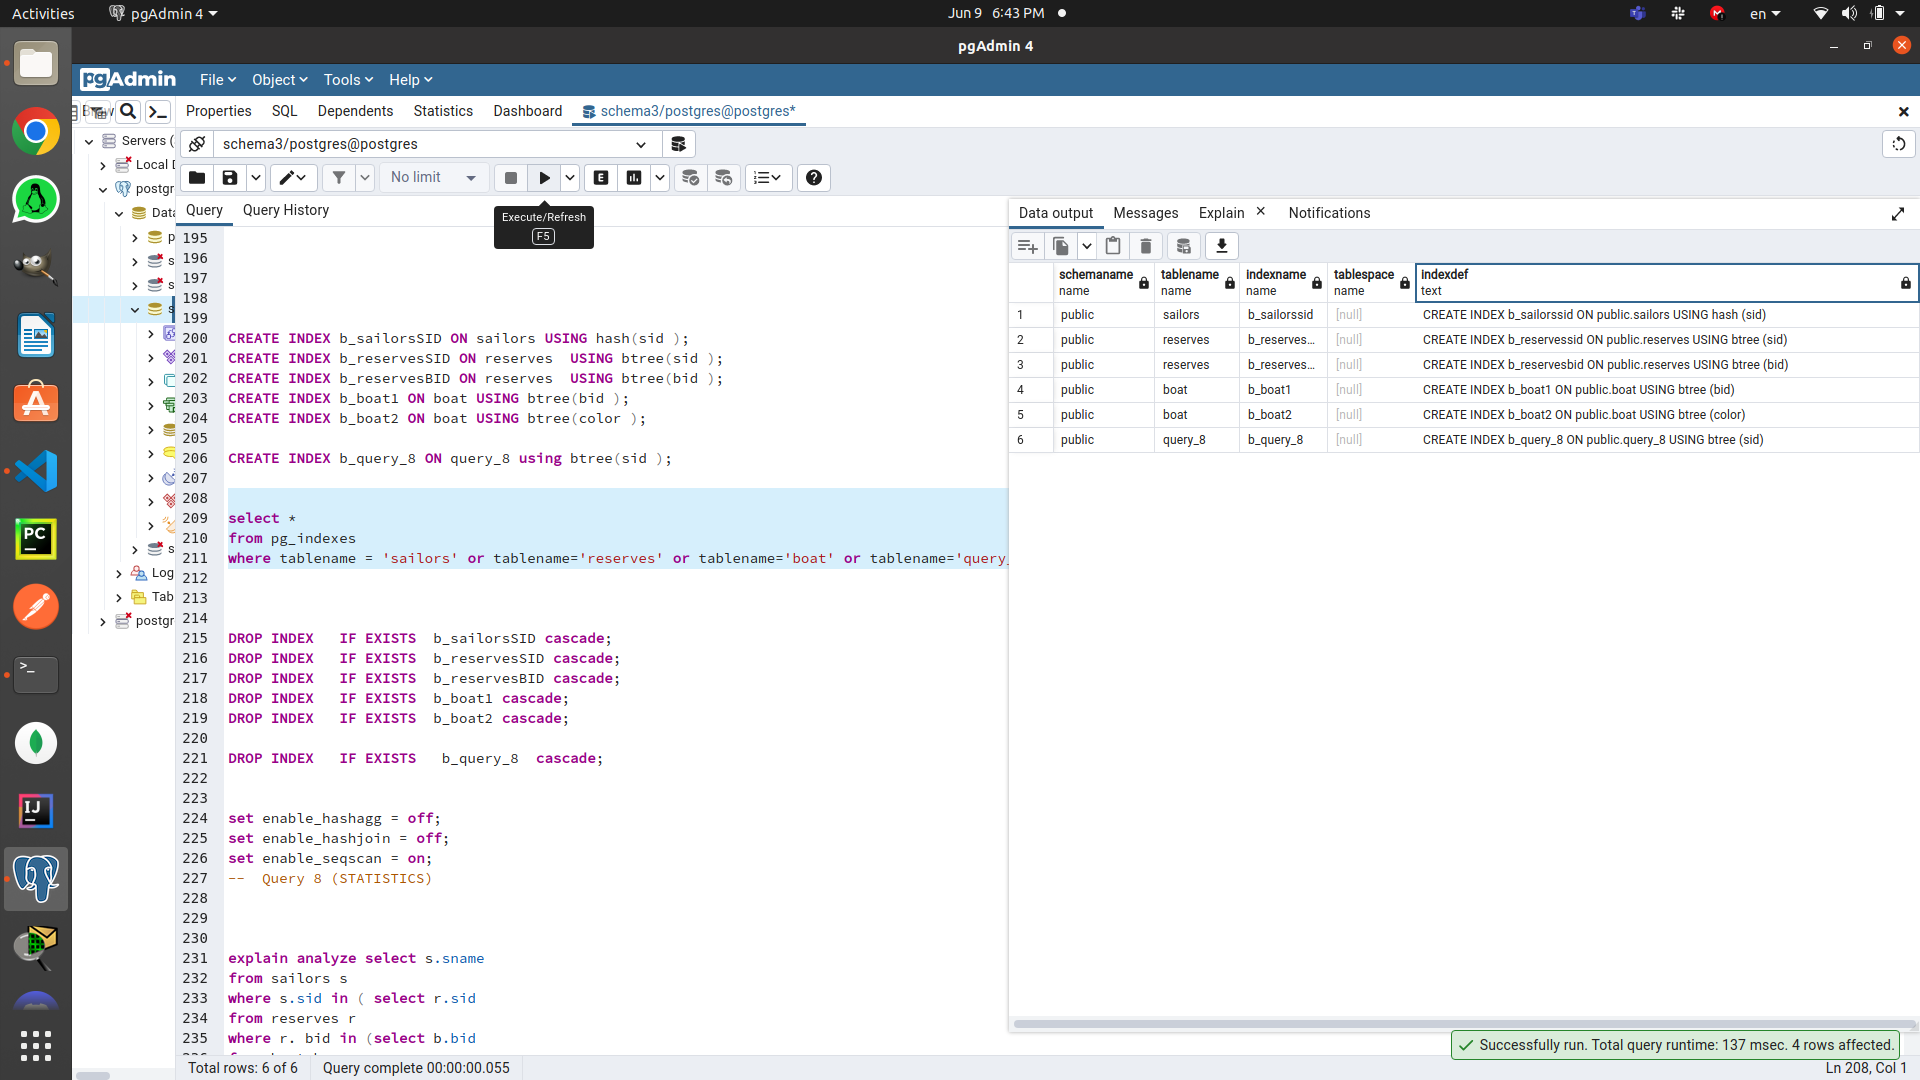 Activities
pgAdmin 4
Jun 9 6:43 PM
en
pgAdmin 4
pgAdmin
File
Object
Tools
Help
Properties
SQL
Dependents
Statistics
Dashboard
schema3/postgres@postgres*
Servers (
Local D
postgr
Data
p
s
s
s
s
Log
Tab
postgr
schema3/postgres@postgres
No limit
E
Execute/Refresh
F5
Query
Query History
195
196
197
198
199
200 CREATE INDEX b_sailorsSID ON sailors USING hash(sid );
201 CREATE INDEX b_reservesSID ON reserves  USING btree(sid );
202 CREATE INDEX b_reservesBID ON reserves  USING btree(bid );
203 CREATE INDEX b_boat1 ON boat USING btree(bid );
204 CREATE INDEX b_boat2 ON boat USING btree(color );
205
206 CREATE INDEX b_query_8 ON query_8 using btree(sid );
207
208
209 select *
210 from pg_indexes
211 where tablename = 'sailors' or tablename='reserves' or tablename='boat' or tablename='query_
212
213
214
215 DROP INDEX   IF EXISTS  b_sailorsSID cascade;
216 DROP INDEX   IF EXISTS  b_reservesSID cascade;
217 DROP INDEX   IF EXISTS  b_reservesBID cascade;
218 DROP INDEX   IF EXISTS  b_boat1 cascade;
219 DROP INDEX   IF EXISTS  b_boat2 cascade;
220
221 DROP INDEX   IF EXISTS   b_query_8  cascade;
222
223
224 set enable_hashagg = off;
225 set enable_hashjoin = off;
226 set enable_seqscan = on;
227 --  Query 8 (STATISTICS)
228
229
230
231 explain analyze select s.sname
232 from sailors s
233 where s.sid in ( select r.sid
234 from reserves r
235 where r. bid in (select b.bid
Data output
Messages
Explain
Notifications
schemaname name
tablename name
indexname name
tablespace name
indexdef text
1 public sailors b_sailorssid [null] CREATE INDEX b_sailorssid ON public.sailors USING hash (sid)
2 public reserves b_reserves… [null] CREATE INDEX b_reservessid ON public.reserves USING btree (sid)
3 public reserves b_reserves… [null] CREATE INDEX b_reservesbid ON public.reserves USING btree (bid)
4 public boat b_boat1 [null] CREATE INDEX b_boat1 ON public.boat USING btree (bid)
5 public boat b_boat2 [null] CREATE INDEX b_boat2 ON public.boat USING btree (color)
6 public query_8 b_query_8 [null] CREATE INDEX b_query_8 ON public.query_8 USING btree (sid)
Successfully run. Total query runtime: 137 msec. 4 rows affected.
Total rows: 6 of 6
Query complete 00:00:00.055
Ln 208, Col 1
PC
IJ